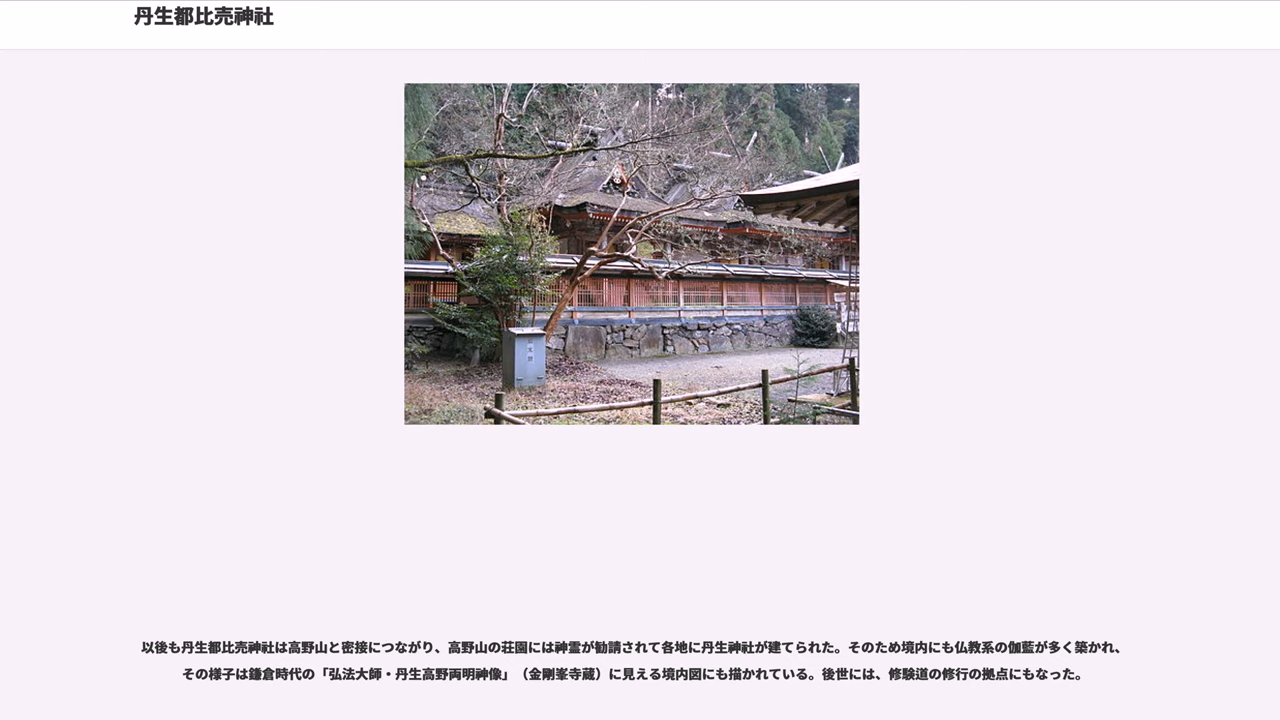 丹生都比売神社
以後も丹生都比売神社は高野山と密接につながり、高野山の荘園には神霊が勧請されて各地に丹生神社が建てられた。そのため境内にも仏教系の伽藍が多く築かれ、
その様子は鎌倉時代の「弘法大師・丹生高野両明神像」（金剛峯寺蔵）に見える境内図にも描かれている。後世には、修験道の修行の拠点にもなった。